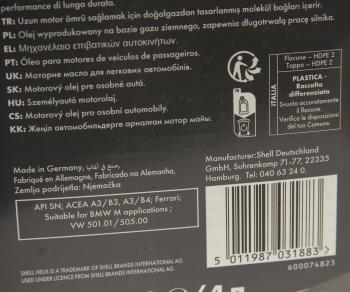 performance di lunga durata.
TR: Uzun motor ömrü sağlamak için doğalgazdan tasarlanmış molekül bağları içerir.
PL: Olej wyprodukowany na bazie gazu ziemnego, zapewnia długotrwałą pracę silnika.
EL: Μηχανέλαιο επιβατικών αυτοκινήτων.
PT: Óleo para motores de veículos de passageiros.
UK: Моторне масло для легкових автомобілів.
SK: Motorový olej pre osobné autá.
HU: Személyautó motorolaj.
CS: Motorový olej pro osobní automobily.
KK: Жеңіл автомобильдерге арналған мотор майы.
Flacone - HDPE 2
Tappo - HDPE 2
ITALIA
PLASTICA -
Raccolta
differenziata
Svuota accuratamente
il flacone.
Verifica le disposizioni
del tuo Comune.
Made in Germany, صنع في ألمانيا
Fabriqué en Allemagne, Fabricado na Alemanha,
Zemlja podrijetla: Njemačka
Manufacturer:Shell Deutschland
GmbH, Suhrenkamp 71-77, 22335
Hamburg. Tel: 040 63 24 0.
API SN; ACEA A3/B3, A3/B4; Ferrari;
Suitable for BMW M applications ;
VW 501.01/505.00
5 011987 031883 >
600074823
SHELL HELIX IS A TRADEMARK OF SHELL BRANDS INTERNATIONAL AG.
USED UNDER LICENCE FROM SHELL BRANDS INTERNATIONAL AG.